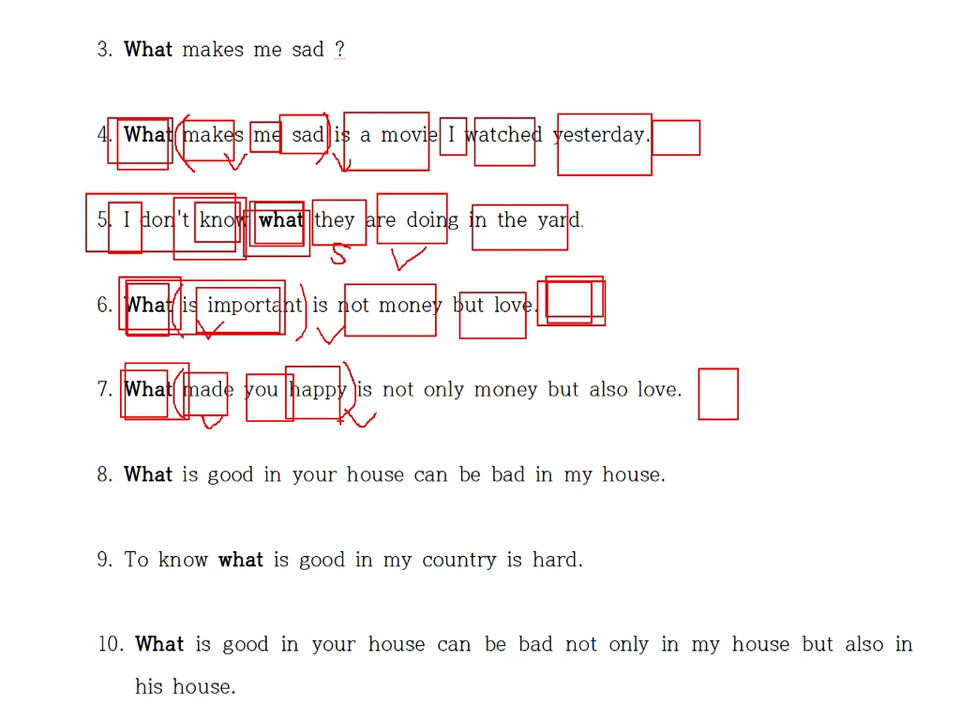 3. What makes me sad ?
4. What makes me sad is a movie I watched yesterday.
5. I don't know what they are doing in the yard.
S
6. What is important is not money but love.
7. What made you happy is not only money but also love.
8. What is good in your house can be bad in my house.
9. To know what is good in my country is hard.
10. What is good in your house can be bad not only in my house but also in
his house.